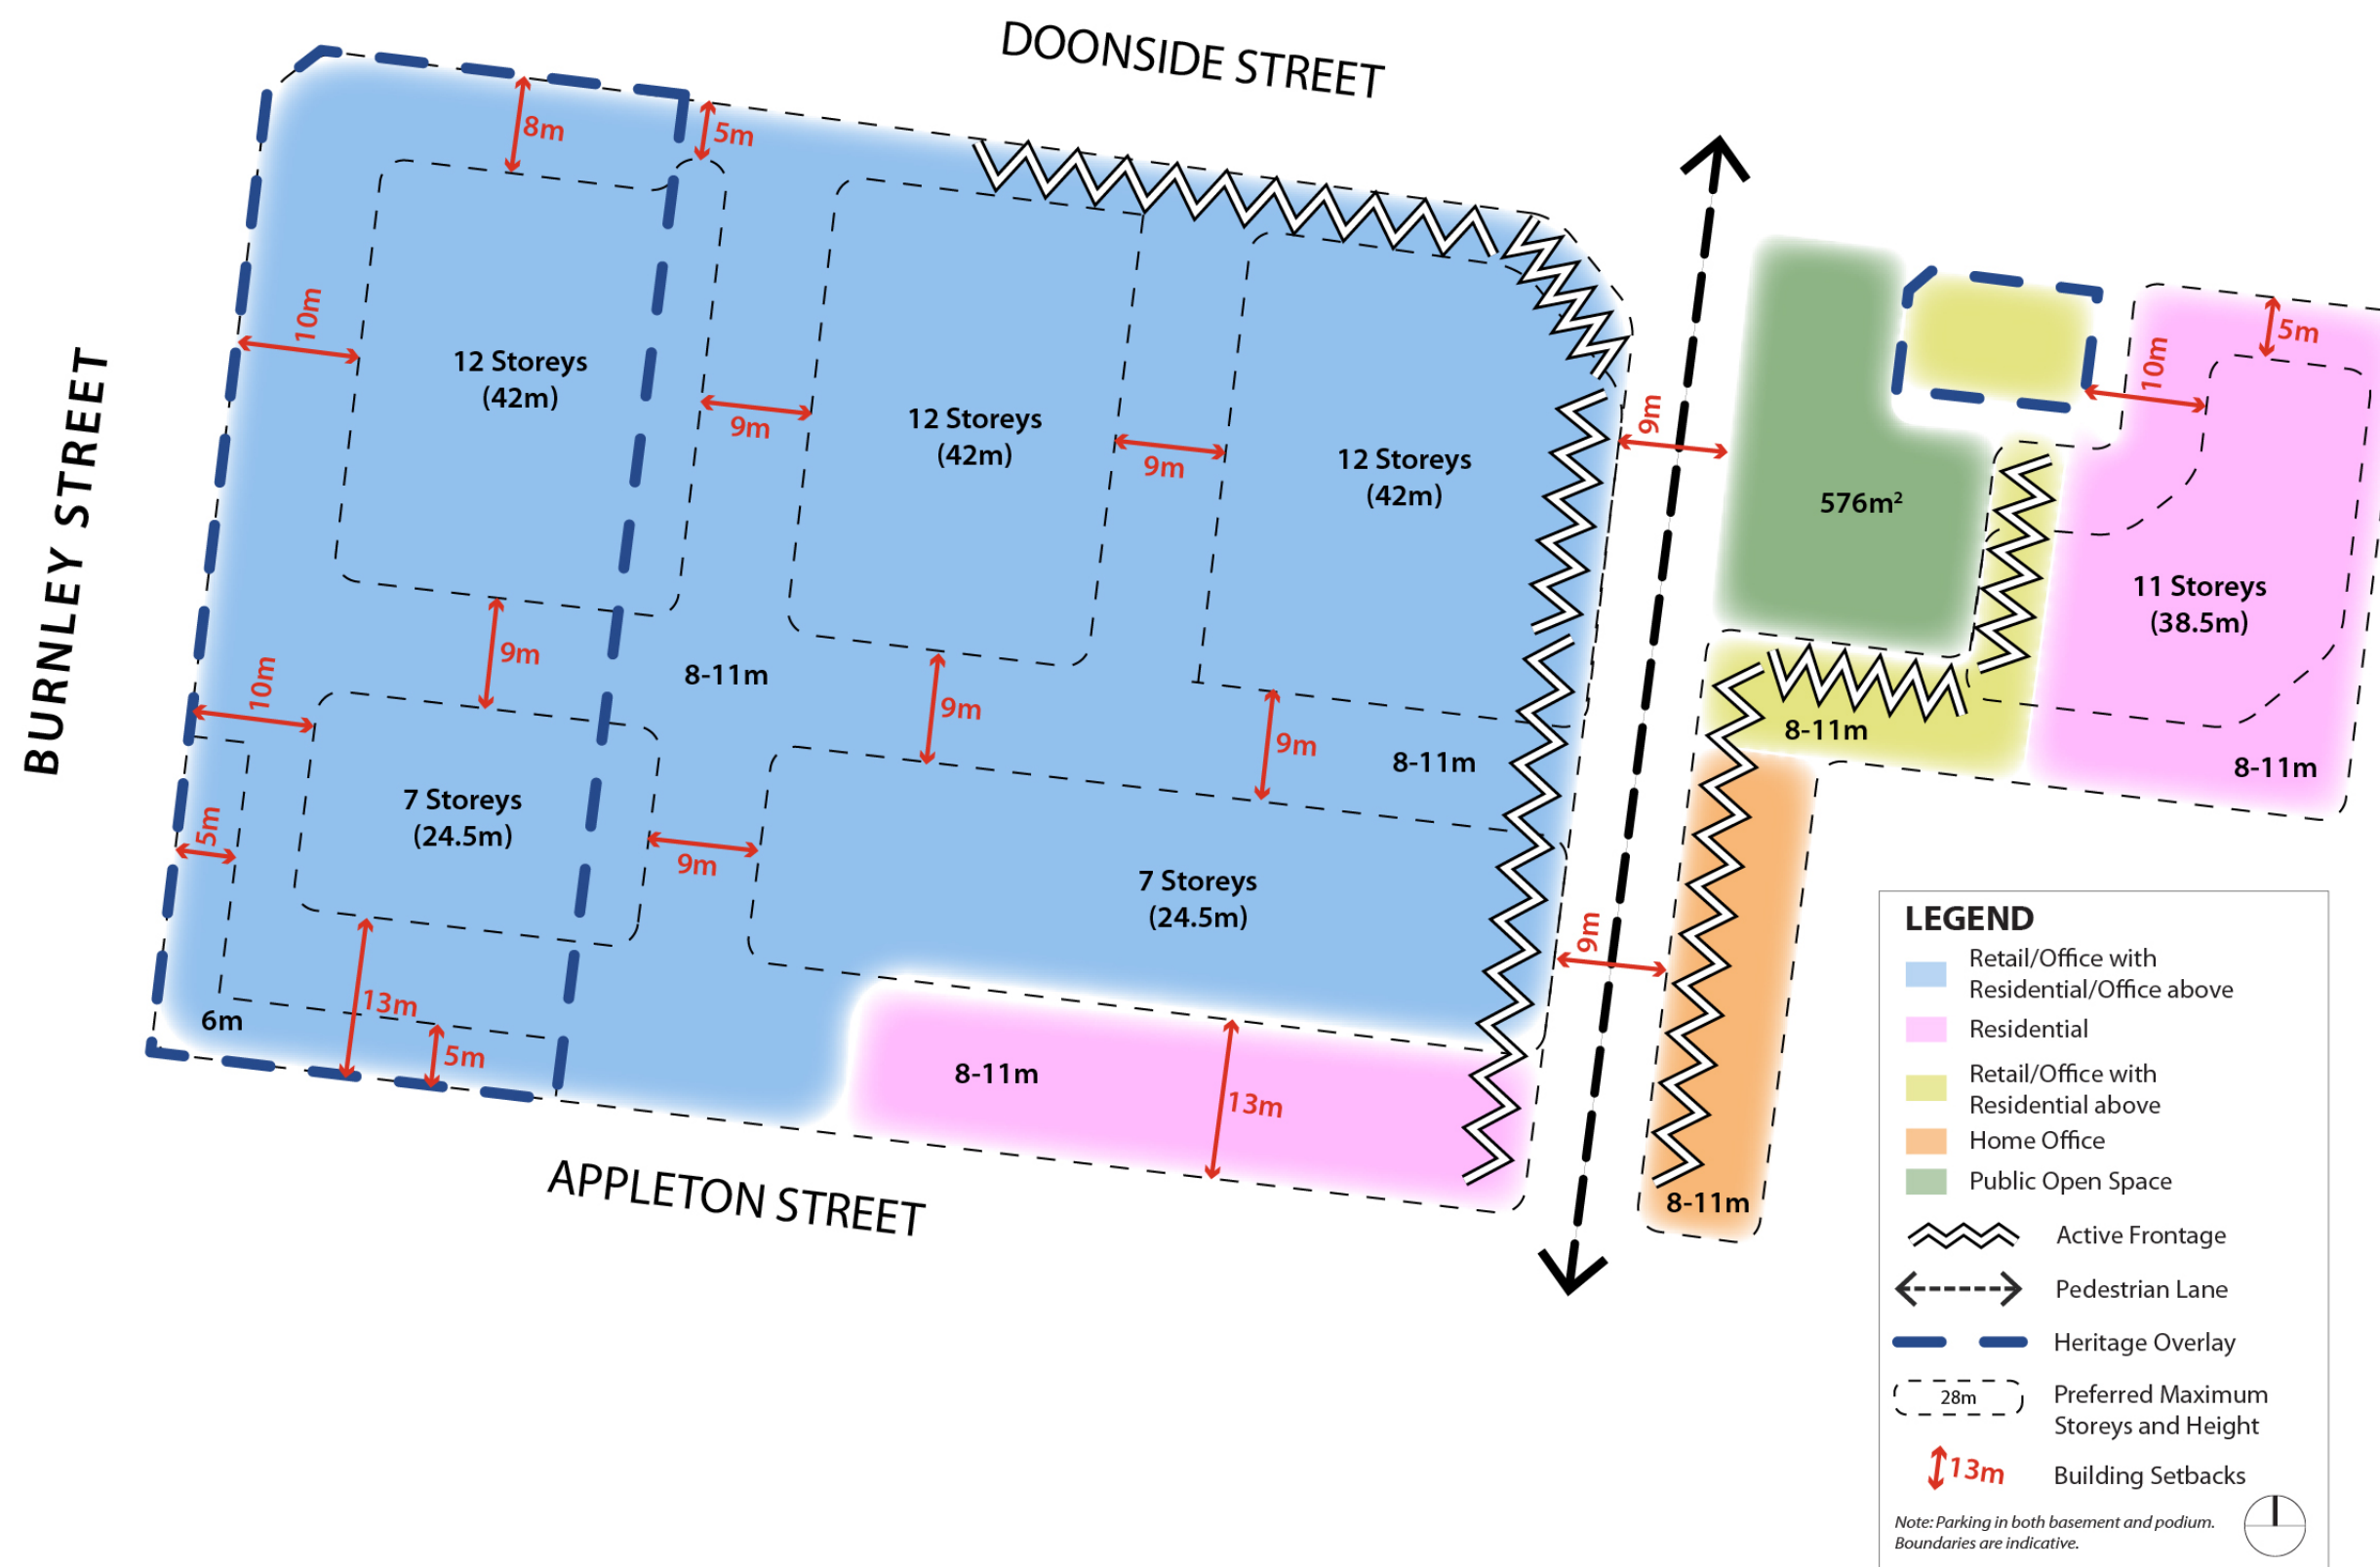 DOONSIDE STREET
8m
5m
10m
12 Storeys
(42m)
9m
12 Storeys
(42m)
9m
12 Storeys
(42m)
9m
576m²
10m
5m
11 Storeys
(38.5m)
8-11m
BURNLEY STREET
9m
8-11m
9m
9m
8-11m
8-11m
10m
5m
7 Storeys
(24.5m)
9m
7 Storeys
(24.5m)
9m
13m
6m
5m
8-11m
13m
8-11m
APPLETON STREET
LEGEND
Retail/Office with
Residential/Office above
Residential
Retail/Office with
Residential above
Home Office
Public Open Space
Active Frontage
Pedestrian Lane
Heritage Overlay
28m
Preferred Maximum
Storeys and Height
13m
Building Setbacks
Note: Parking in both basement and podium.
Boundaries are indicative.